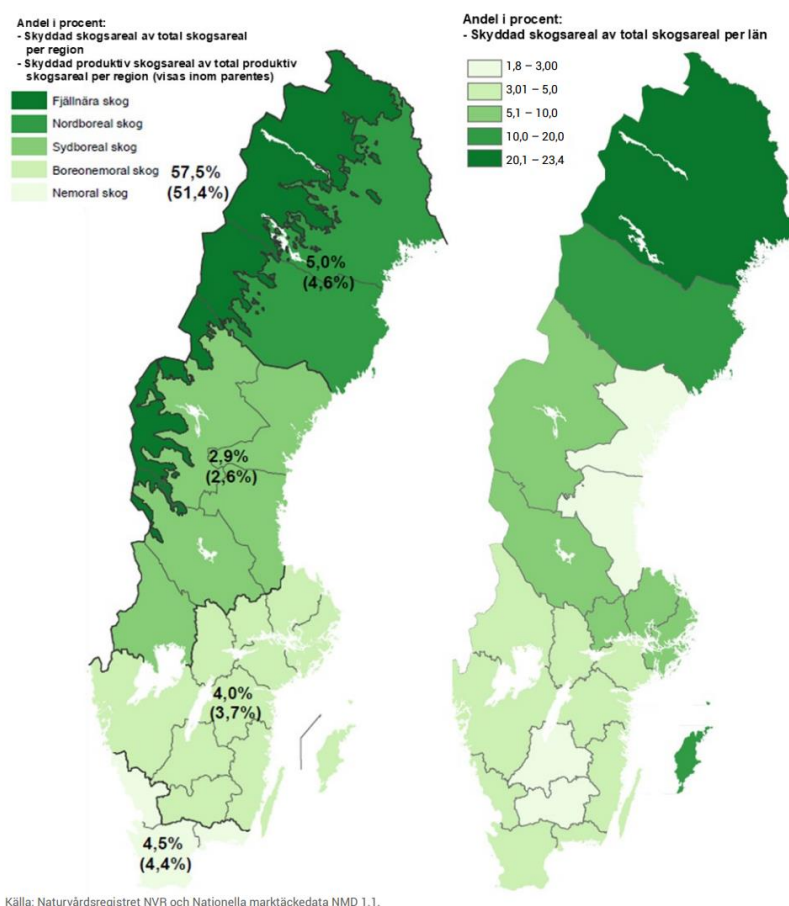 Andel i procent:
- Skyddad skogsareal av total skogsareal
per region
- Skyddad produktiv skogsareal av total produktiv
skogsareal per region (visas inom parentes)
Fjällnära skog
Nordboreal skog
Sydboreal skog
Boreonemoral skog
Nemoral skog
57,5%
(51,4%)
5,0%
(4,6%)
2,9%
(2,6%)
4,0%
(3,7%)
4,5%
(4,4%)
Andel i procent:
- Skyddad skogsareal av total skogsareal per län
1,8 – 3,00
3,01 – 5,0
5,1 – 10,0
10,0 – 20,0
20,1 – 23,4
Källa: Naturvårdsregistret NVR och Nationella marktäckedata NMD 1.1.